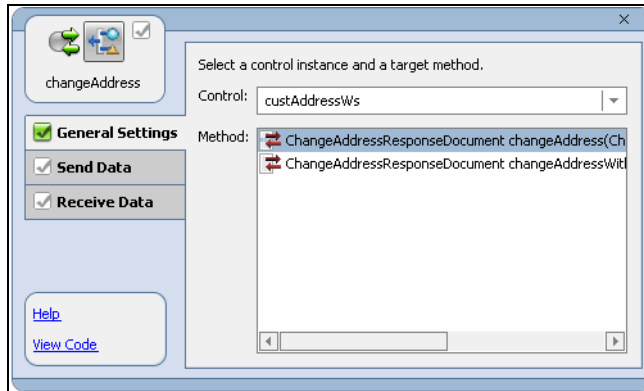 changeAddress
General Settings
Send Data
Receive Data
Help
View Code
Select a control instance and a target method.
Control: custAddressWs
Method: ChangeAddressResponseDocument changeAddress(Ch
ChangeAddressResponseDocument changeAddressWitl